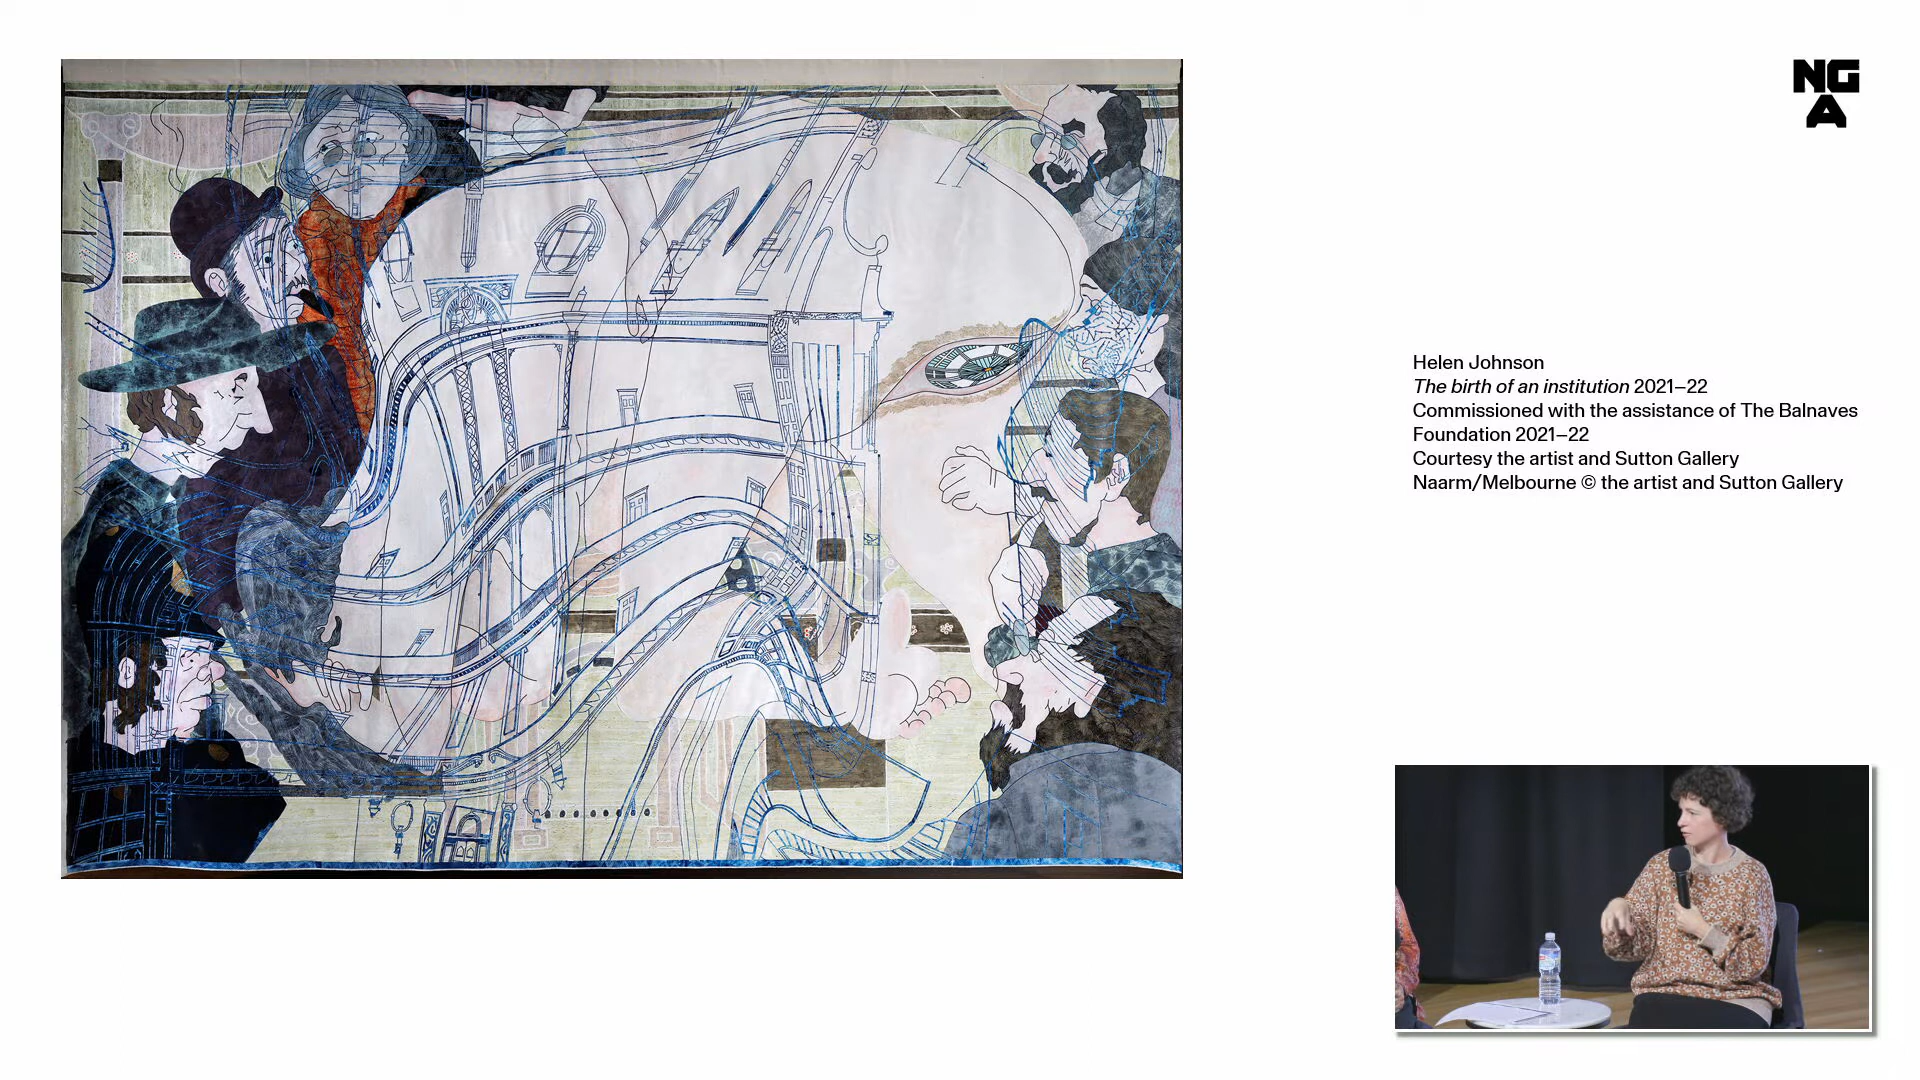 NG
A
Helen Johnson
The birth of an institution 2021–22
Commissioned with the assistance of The Balnaves
Foundation 2021–22
Courtesy the artist and Sutton Gallery
Naarm/Melbourne © the artist and Sutton Gallery